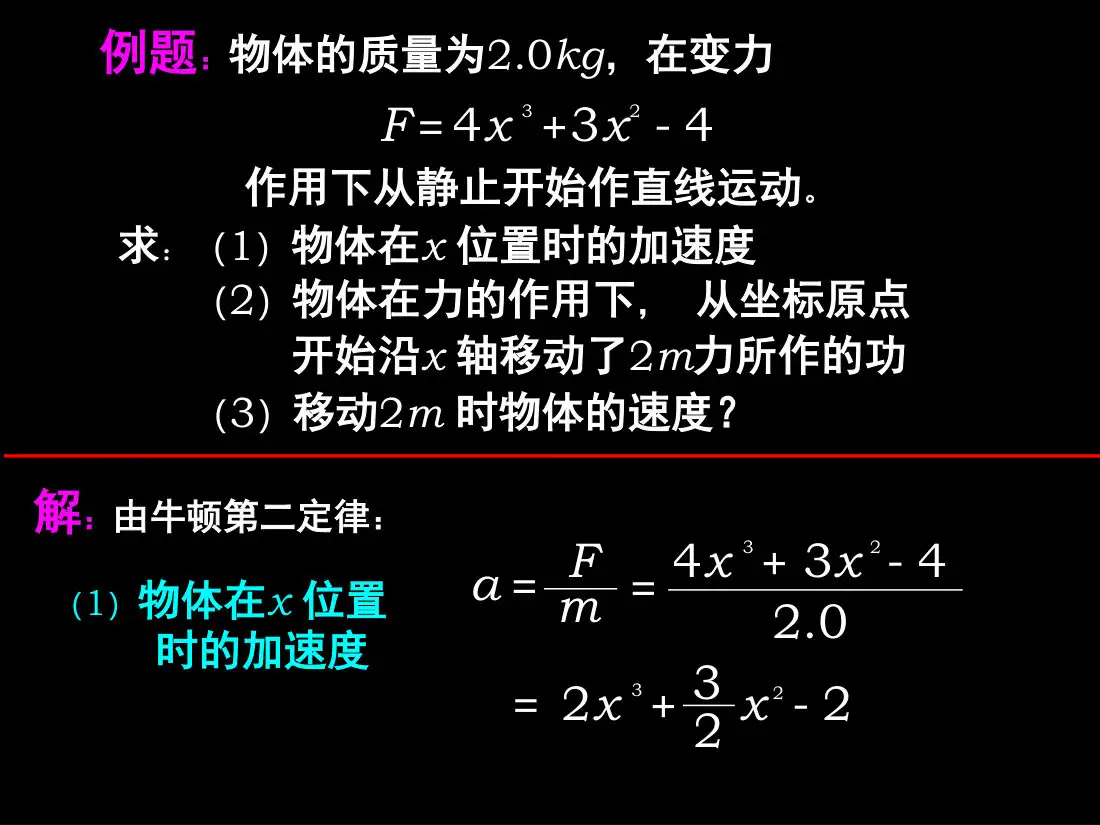 例题：物体的质量为2.0kg，在变力
F=4x³+3x²-4
作用下从静止开始作直线运动。
求：（1）物体在x位置时的加速度
（2）物体在力的作用下， 从坐标原点
开始沿x轴移动了2m力所作的功
（3）移动2m时物体的速度？
解：由牛顿第二定律：
（1）物体在x位置
时的加速度
a = F/m = (4x³+3x²-4)/2.0
= 2x³+3/2 x²-2